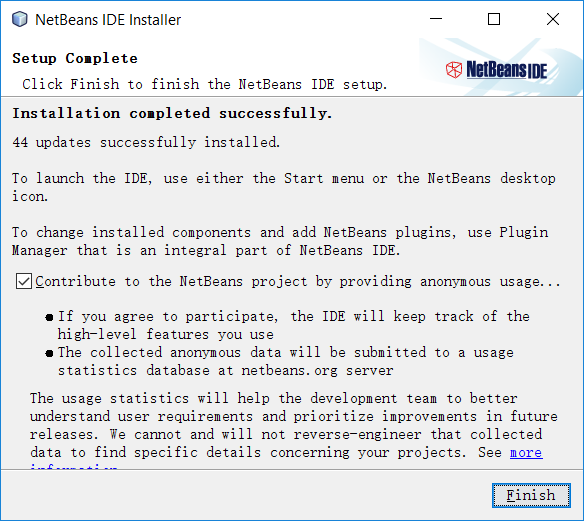 NetBeans IDE Installer
Setup Complete
Click Finish to finish the NetBeans IDE setup.
NetBeans IDE
Installation completed successfully.
44 updates successfully installed.
To launch the IDE, use either the Start menu or the NetBeans desktop
icon.
To change installed components and add NetBeans plugins, use Plugin
Manager that is an integral part of NetBeans IDE.
Contribute to the NetBeans project by providing anonymous usage...
● If you agree to participate, the IDE will keep track of the
high-level features you use
● The collected anonymous data will be submitted to a usage
statistics database at netbeans.org server
The usage statistics will help the development team to better
understand user requirements and prioritize improvements in future
releases. We cannot and will not reverse-engineer that collected
data to find specific details concerning your projects. See more
information
Finish